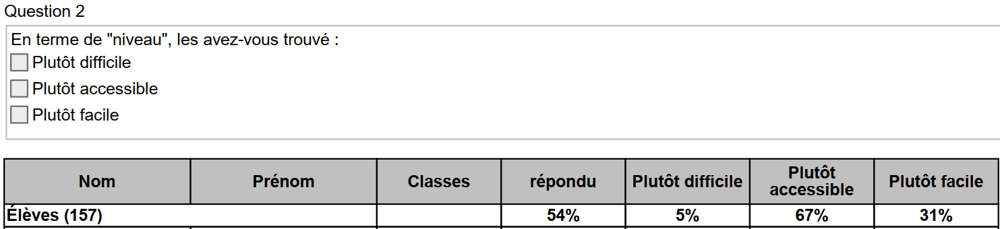 Question 2
En terme de "niveau", les avez-vous trouvé :
Plutôt difficile
Plutôt accessible
Plutôt facile
Nom Prénom Classes répondu Plutôt difficile Plutôt accessible Plutôt facile
Élèves (157) 54% 5% 67% 31%